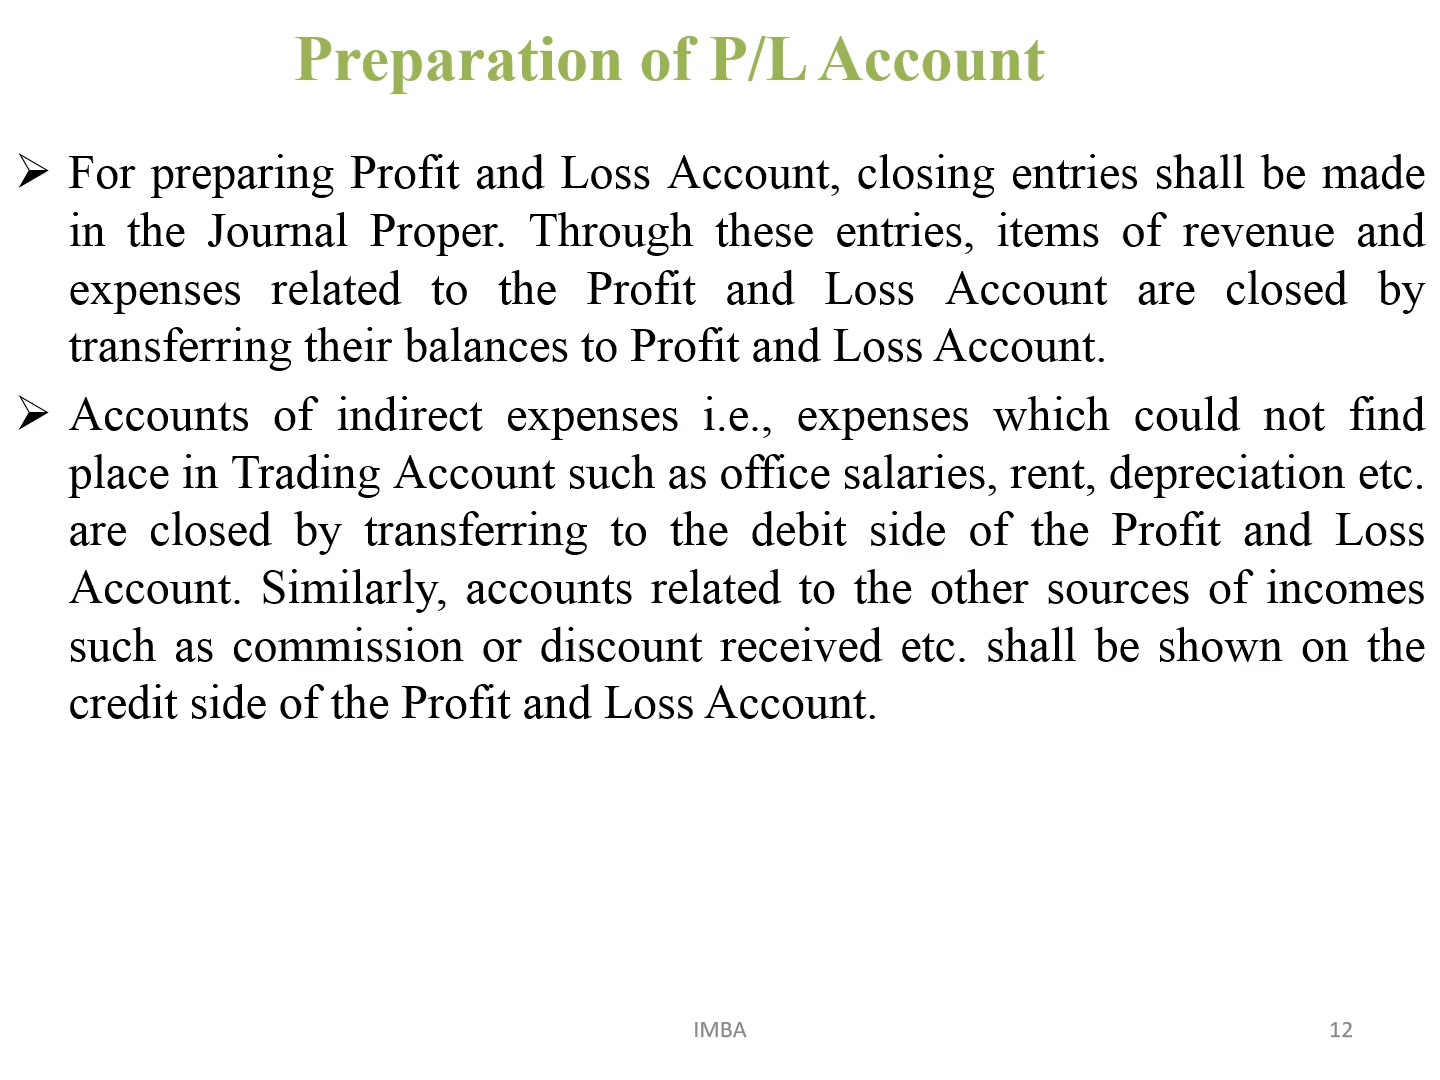 Preparation of P/L Account
➢ For preparing Profit and Loss Account, closing entries shall be made
in the Journal Proper. Through these entries, items of revenue and
expenses related to the Profit and Loss Account are closed by
transferring their balances to Profit and Loss Account.
➢ Accounts of indirect expenses i.e., expenses which could not find
place in Trading Account such as office salaries, rent, depreciation etc.
are closed by transferring to the debit side of the Profit and Loss
Account. Similarly, accounts related to the other sources of incomes
such as commission or discount received etc. shall be shown on the
credit side of the Profit and Loss Account.
IMBA
12